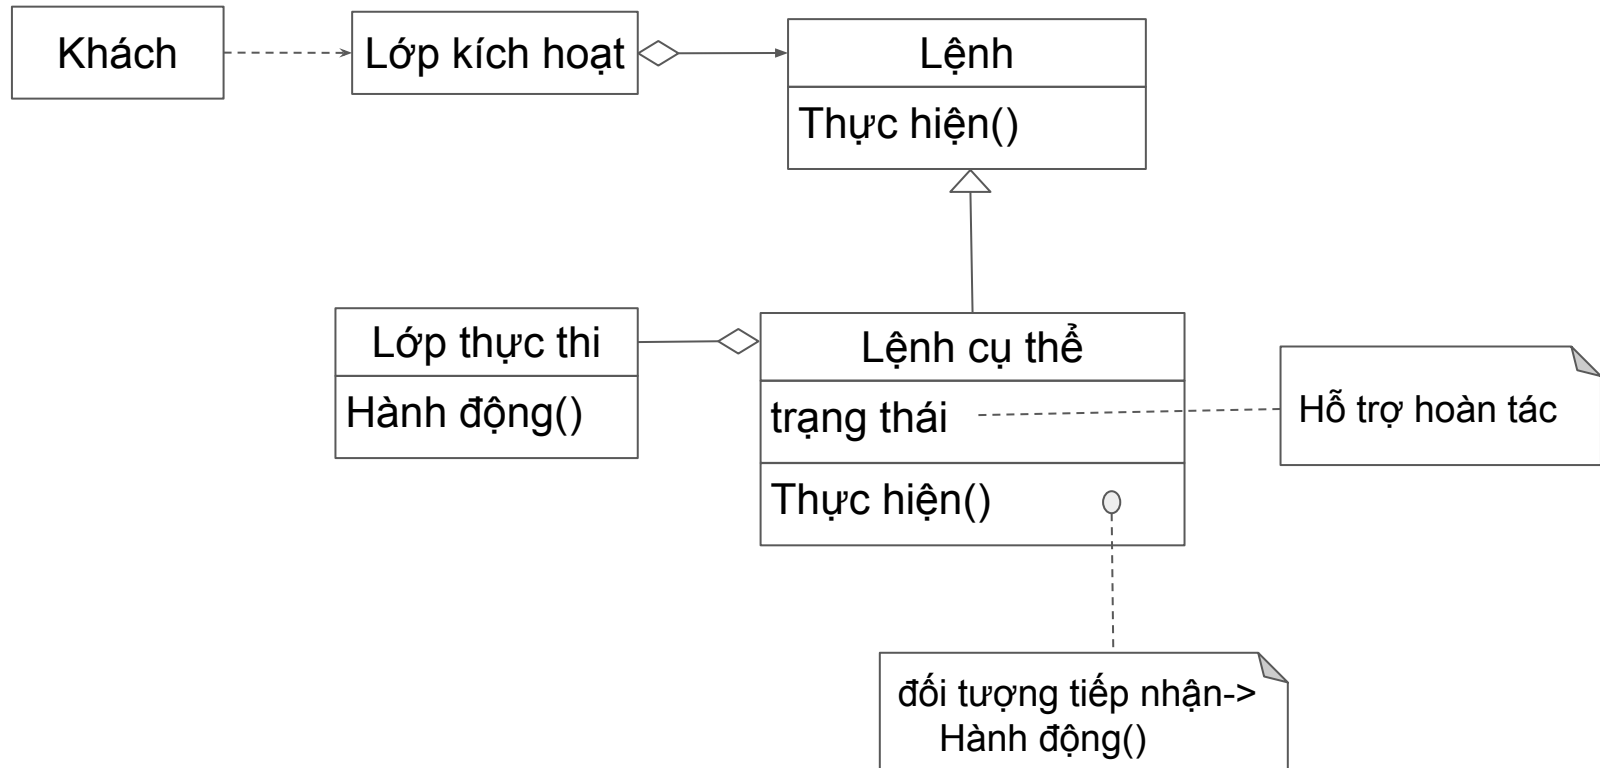 Khách
Lớp kích hoạt
Lệnh
Thực hiện()
Lớp thực thi
Hành động()
Lệnh cụ thể
trạng thái
Thực hiện()
Hỗ trợ hoàn tác
đối tượng tiếp nhận->
Hành động()